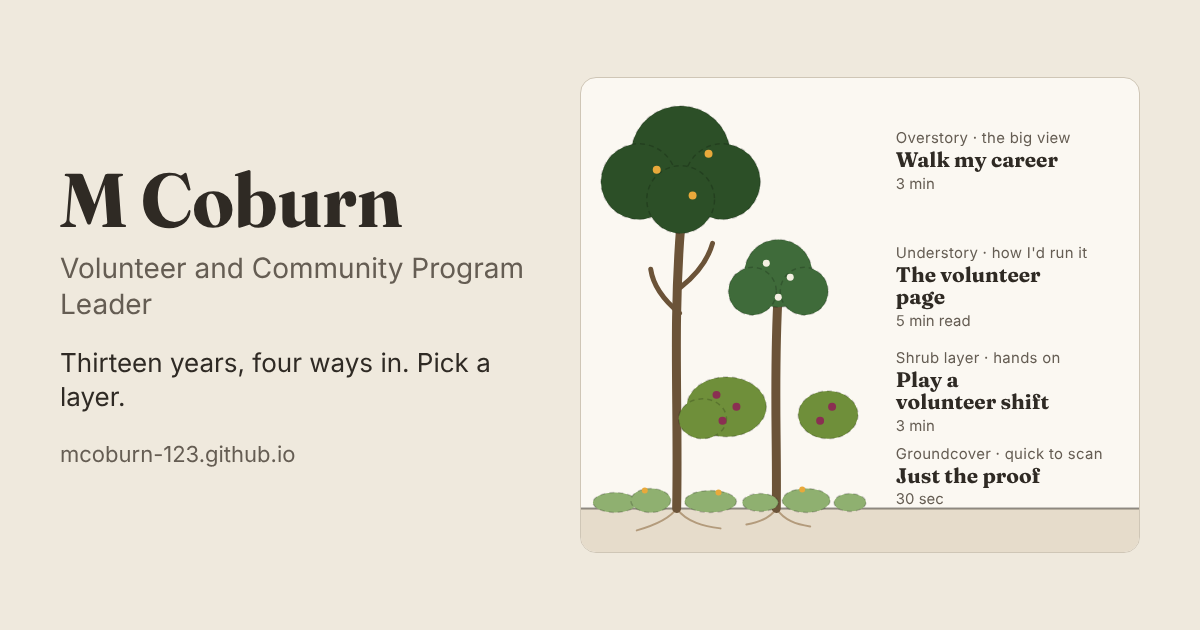 M Coburn
Volunteer and Community Program
Leader
Thirteen years, four ways in. Pick a
layer.
mcoburn-123.github.io
Overstory · the big view
Walk my career
3 min
Understory · how I'd run it
The volunteer
page
5 min read
Shrub layer · hands on
Play a
volunteer shift
3 min
Groundcover · quick to scan
Just the proof
30 sec